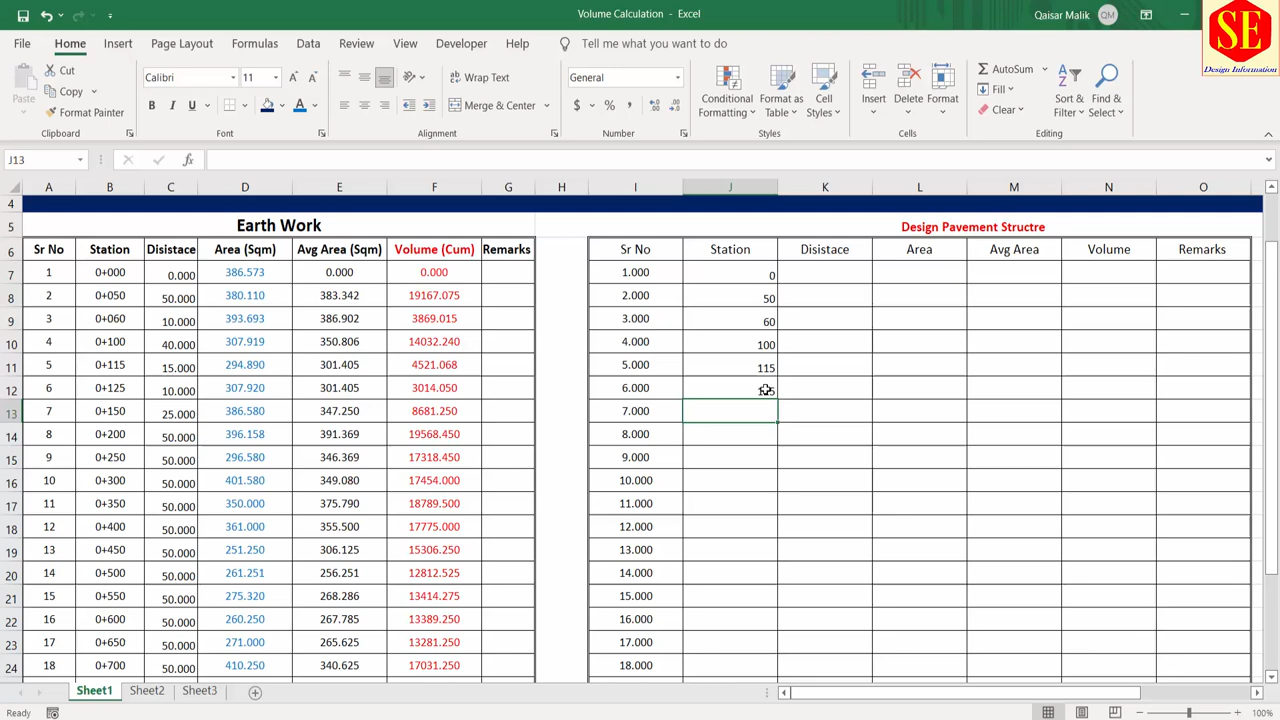 Volume Calculation - Excel
Qaisar Malik QM
SE
Design Information
File Home Insert Page Layout Formulas Data Review View Developer Help Tell me what you want to do
Paste Cut Copy Format Painter
Calibri 11 B I U A A A
Wrap Text Merge & Center
General $ % ,
Conditional Formatting Format as Table Cell Styles
Insert Delete Format
AutoSum Fill Clear
Sort & Filter Find & Select
Clipboard Font Alignment Number Styles Cells Editing
J13 fx
A B C D E F G H I J K L M N O
4
5 Earth Work Design Pavement Structre
6 Sr No Station Disistace Area (Sqm) Avg Area (Sqm) Volume (Cum) Remarks Sr No Station Disistace Area Avg Area Volume Remarks
7 1 0+000 0.000 386.573 0.000 0.000 1.000 0
8 2 0+050 50.000 380.110 383.342 19167.075 2.000 50
9 3 0+060 10.000 393.693 386.902 3869.015 3.000 60
10 4 0+100 40.000 307.919 350.806 14032.240 4.000 100
11 5 0+115 15.000 294.890 301.405 4521.068 5.000 115
12 6 0+125 10.000 307.920 301.405 3014.050 6.000
13 7 0+150 25.000 386.580 347.250 8681.250 7.000
14 8 0+200 50.000 396.158 391.369 19568.450 8.000
15 9 0+250 50.000 296.580 346.369 17318.450 9.000
16 10 0+300 50.000 401.580 349.080 17454.000 10.000
17 11 0+350 50.000 350.000 375.790 18789.500 11.000
18 12 0+400 50.000 361.000 355.500 17775.000 12.000
19 13 0+450 50.000 251.250 306.125 15306.250 13.000
20 14 0+500 50.000 261.251 256.251 12812.525 14.000
21 15 0+550 50.000 275.320 268.286 13414.275 15.000
22 16 0+600 50.000 260.250 267.785 13389.250 16.000
23 17 0+650 50.000 271.000 265.625 13281.250 17.000
24 18 0+700 50.000 410.250 340.625 17031.250 18.000
Sheet1 Sheet2 Sheet3
Ready
100%